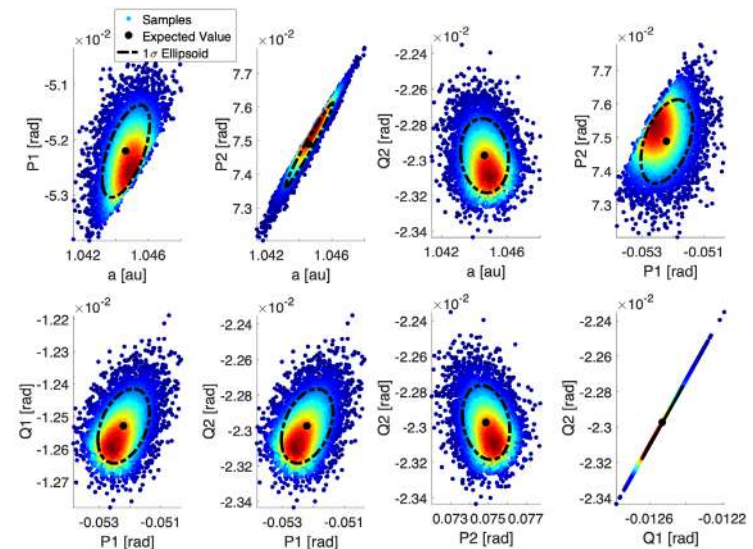 Samples
Expected Value
1σ Ellipsoid
×10⁻²
-5.1
-5.2
-5.3
P1 [rad]
1.042 1.046
a [au]
×10⁻²
7.7
7.6
7.5
7.4
7.3
P2 [rad]
1.042 1.046
a [au]
×10⁻²
-2.24
-2.26
-2.28
-2.3
-2.32
-2.34
Q2 [rad]
1.042 1.046
a [au]
×10⁻²
7.7
7.6
7.5
7.4
7.3
P2 [rad]
-0.053 -0.051
P1 [rad]
×10⁻²
-1.22
-1.23
-1.24
-1.25
-1.26
-1.27
Q1 [rad]
-0.053 -0.051
P1 [rad]
×10⁻²
-2.24
-2.26
-2.28
-2.3
-2.32
-2.34
Q2 [rad]
-0.053 -0.051
P1 [rad]
×10⁻²
-2.24
-2.26
-2.28
-2.3
-2.32
-2.34
Q2 [rad]
0.073 0.075 0.077
P2 [rad]
×10⁻²
-2.24
-2.26
-2.28
-2.3
-2.32
-2.34
Q2 [rad]
-0.0126 -0.0122
Q1 [rad]